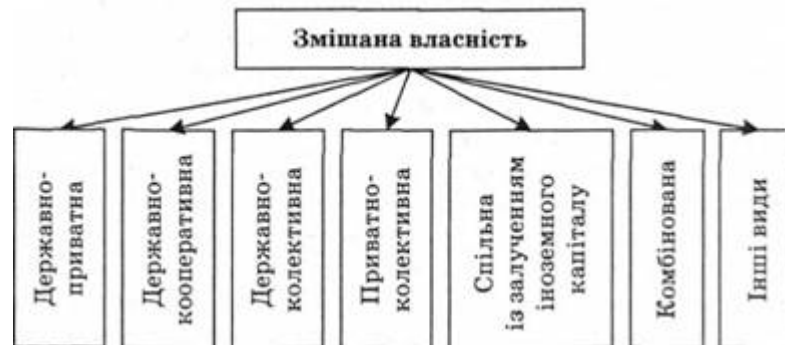 Змішана власність
Державно-
приватна
Державно-
кооперативна
Державно-
колективна
Приватно-
колективна
Спільна
із залученням
іноземного
капіталу
Комбінована
Інші види